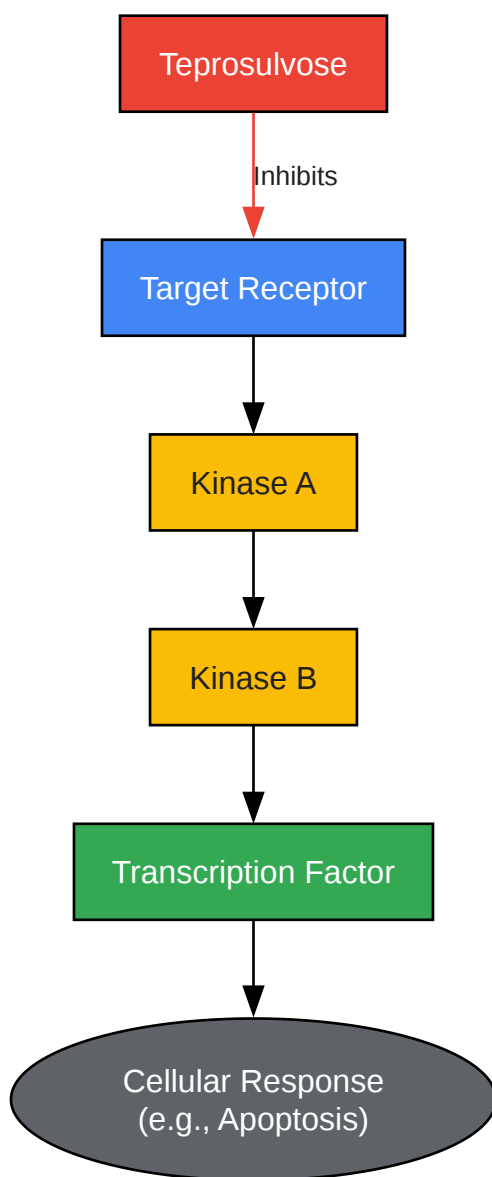 Teprosulvose
Inhibits
Target Receptor
Kinase A
Kinase B
Transcription Factor
Cellular Response
(e.g., Apoptosis)